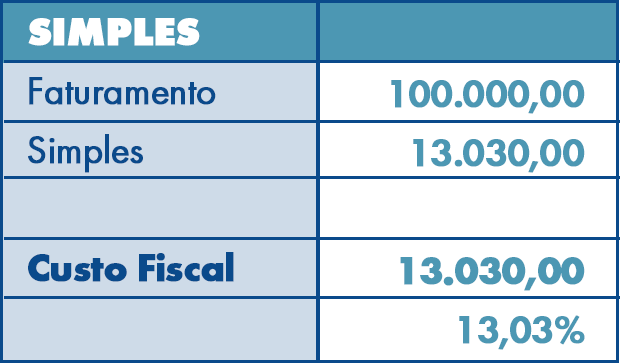 SIMPLES
Faturamento 100.000,00
Simples 13.030,00
Custo Fiscal 13.030,00
13,03%